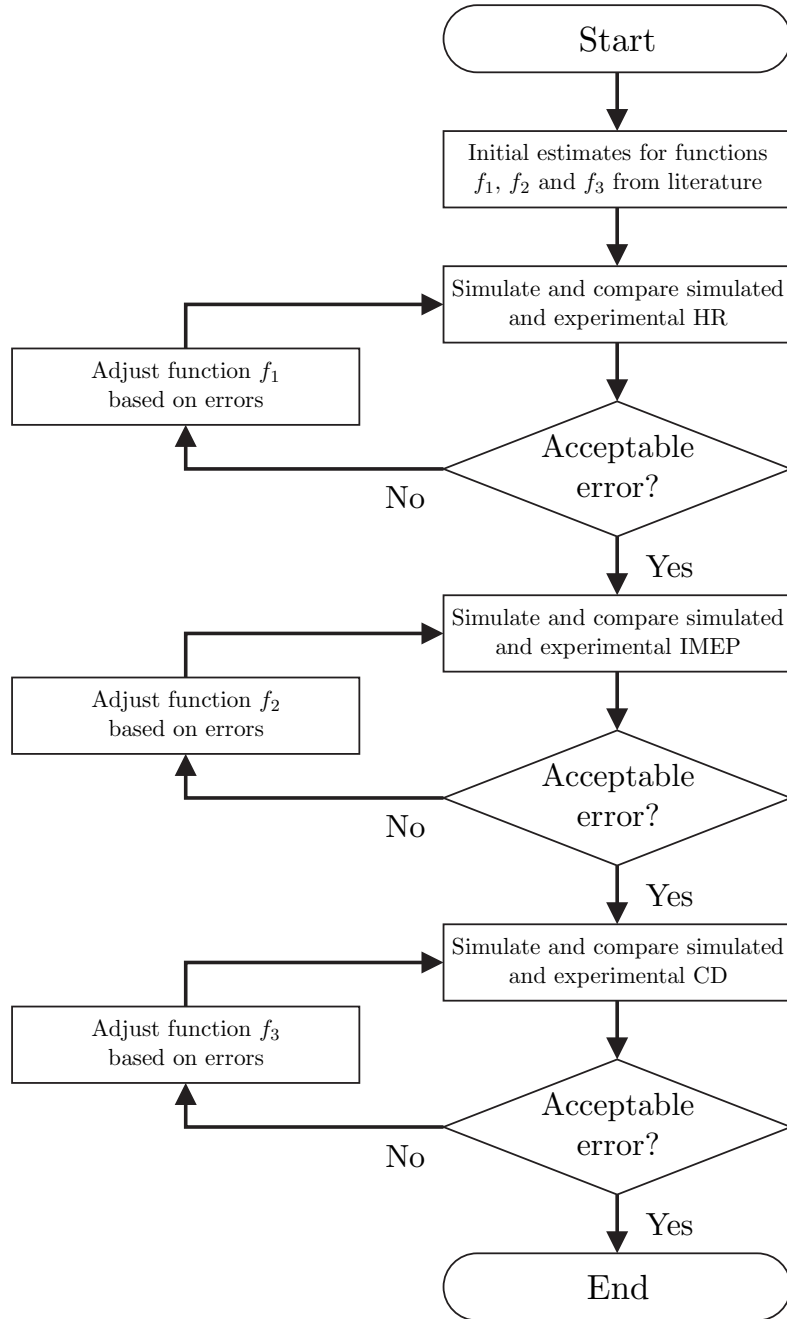 Start
Initial estimates for functions
f₁, f₂ and f₃ from literature
Simulate and compare simulated
and experimental HR
Adjust function f₁
based on errors
Acceptable
error?
No
Yes
Simulate and compare simulated
and experimental IMEP
Adjust function f₂
based on errors
Acceptable
error?
No
Yes
Simulate and compare simulated
and experimental CD
Adjust function f₃
based on errors
Acceptable
error?
No
Yes
End